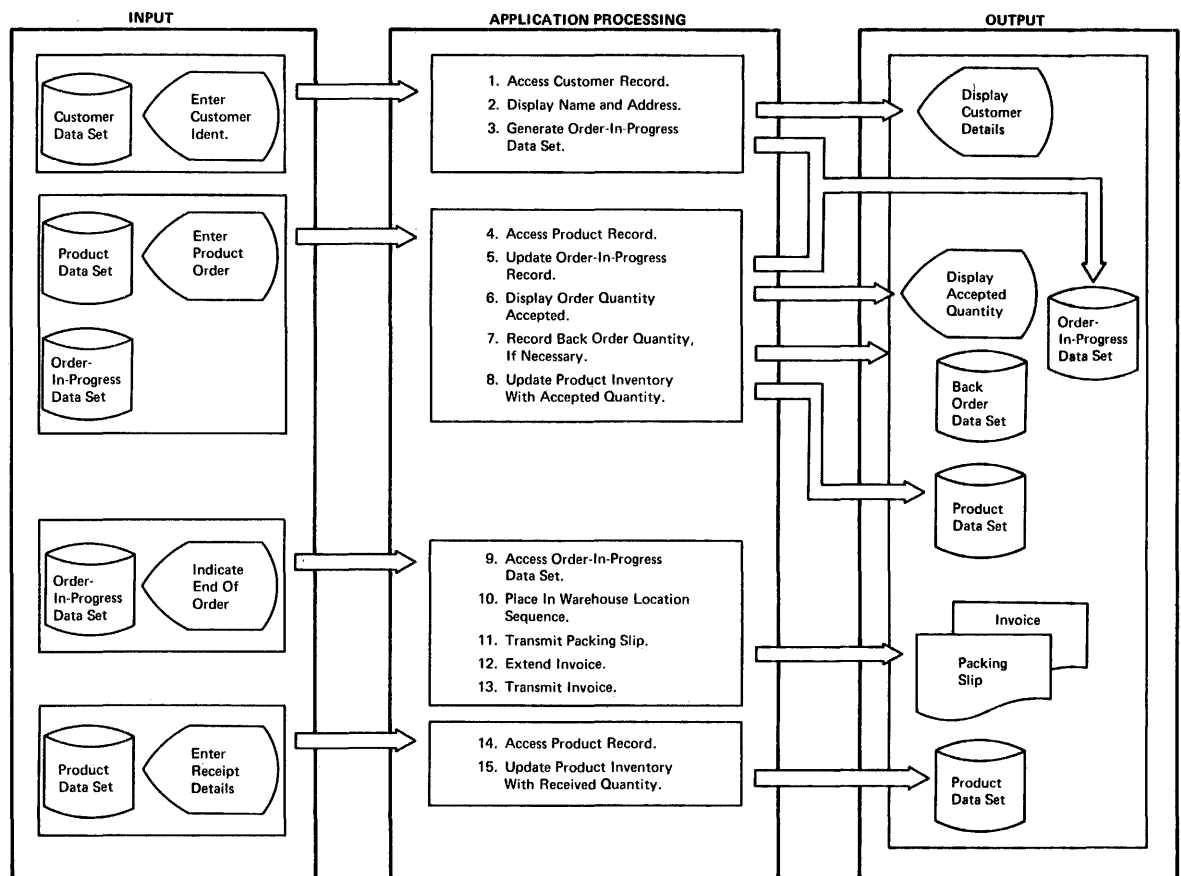 INPUT
APPLICATION PROCESSING
OUTPUT
Customer
Data Set
Enter
Customer
Ident.
1. Access Customer Record.
2. Display Name and Address.
3. Generate Order-In-Progress
Data Set.
Display
Customer
Details
Product
Data Set
Enter
Product
Order
Order-
In-Progress
Data Set
4. Access Product Record.
5. Update Order-In-Progress
Record.
6. Display Order Quantity
Accepted.
7. Record Back Order Quantity,
If Necessary.
8. Update Product Inventory
With Accepted Quantity.
Display
Accepted
Quantity
Order-
In-Progress
Data Set
Back
Order
Data Set
Product
Data Set
Order-
In-Progress
Data Set
Indicate
End Of
Order
9. Access Order-In-Progress
Data Set.
10. Place In Warehouse Location
Sequence.
11. Transmit Packing Slip.
12. Extend Invoice.
13. Transmit Invoice.
Invoice
Packing
Slip
Product
Data Set
Enter
Receipt
Details
14. Access Product Record.
15. Update Product Inventory
With Received Quantity.
Product
Data Set